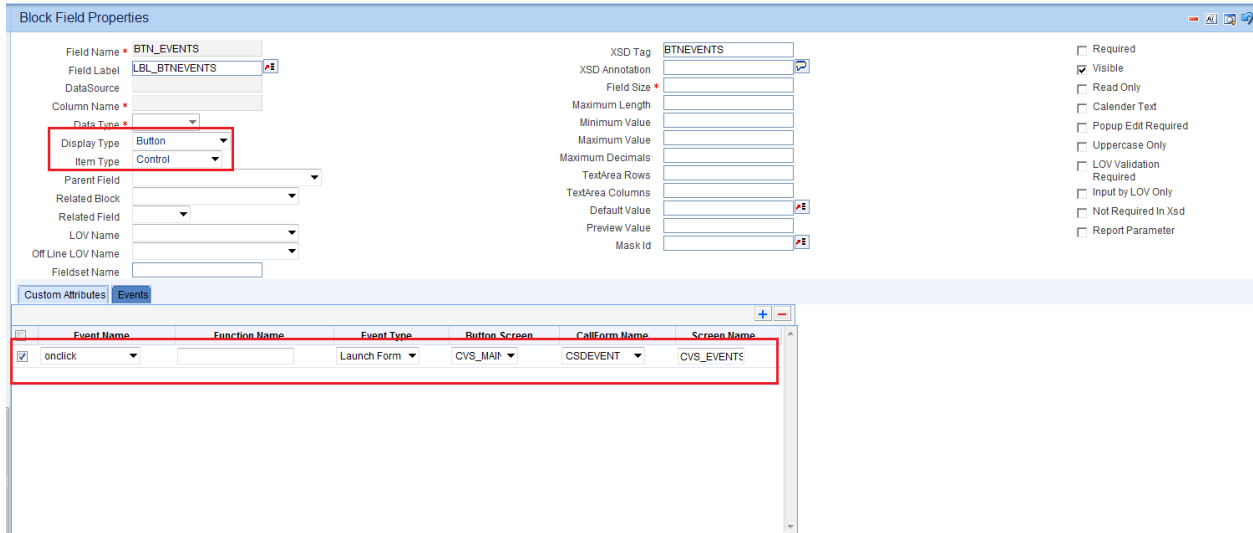 Block Field Properties
Field Name * BTN_EVENTS
Field Label LBL_BTNEVENTS
DataSource
Column Name *
Data Type *
Display Type Button
Item Type Control
Parent Field
Related Block
Related Field
LOV Name
Off Line LOV Name
Fieldset Name
XSD Tag BTNEVENTS
XSD Annotation
Field Size *
Maximum Length
Minimum Value
Maximum Value
Maximum Decimals
TextArea Rows
TextArea Columns
Default Value
Preview Value
Mask Id
Required
Visible
Read Only
Calender Text
Popup Edit Required
Uppercase Only
LOV Validation
Required
Input by LOV Only
Not Required In Xsd
Report Parameter
Custom Attributes Events
Event Name Function Name Event Type Button Screen CallForm Name Screen Name
onclick Launch Form CVS_MAIN CSDEVENT CVS_EVENTS